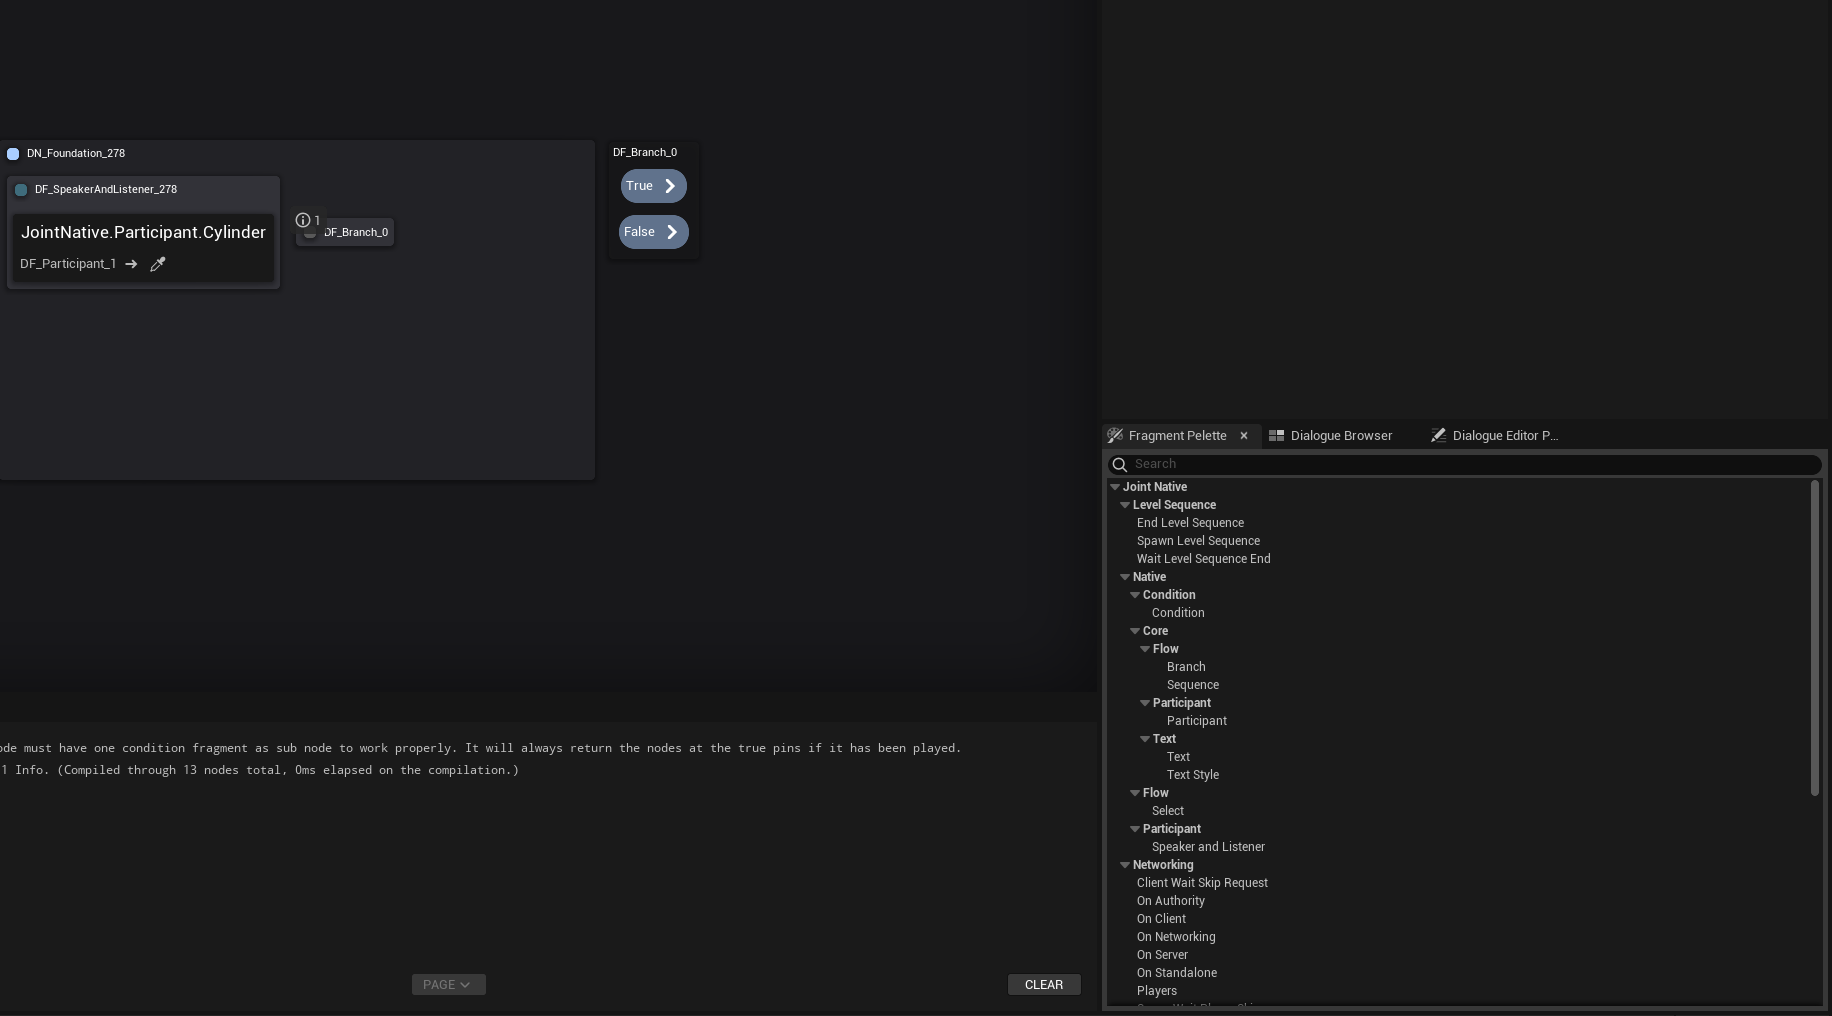 DN_Foundation_278
DF_SpeakerAndListener_278
JointNative.Participant.Cylinder
DF_Participant_1
1
DF_Branch_0
DF_Branch_0
True
False
ode must have one condition fragment as sub node to work properly. It will always return the nodes at the true pins if it has been played.
1 Info. (Compiled through 13 nodes total, 0ms elapsed on the compilation.)
PAGE
CLEAR
Fragment Pelette
Dialogue Browser
Dialogue Editor P...
Search
Joint Native
Level Sequence
End Level Sequence
Spawn Level Sequence
Wait Level Sequence End
Native
Condition
Condition
Core
Flow
Branch
Sequence
Participant
Participant
Text
Text
Text Style
Flow
Select
Participant
Speaker and Listener
Networking
Client Wait Skip Request
On Authority
On Client
On Networking
On Server
On Standalone
Players